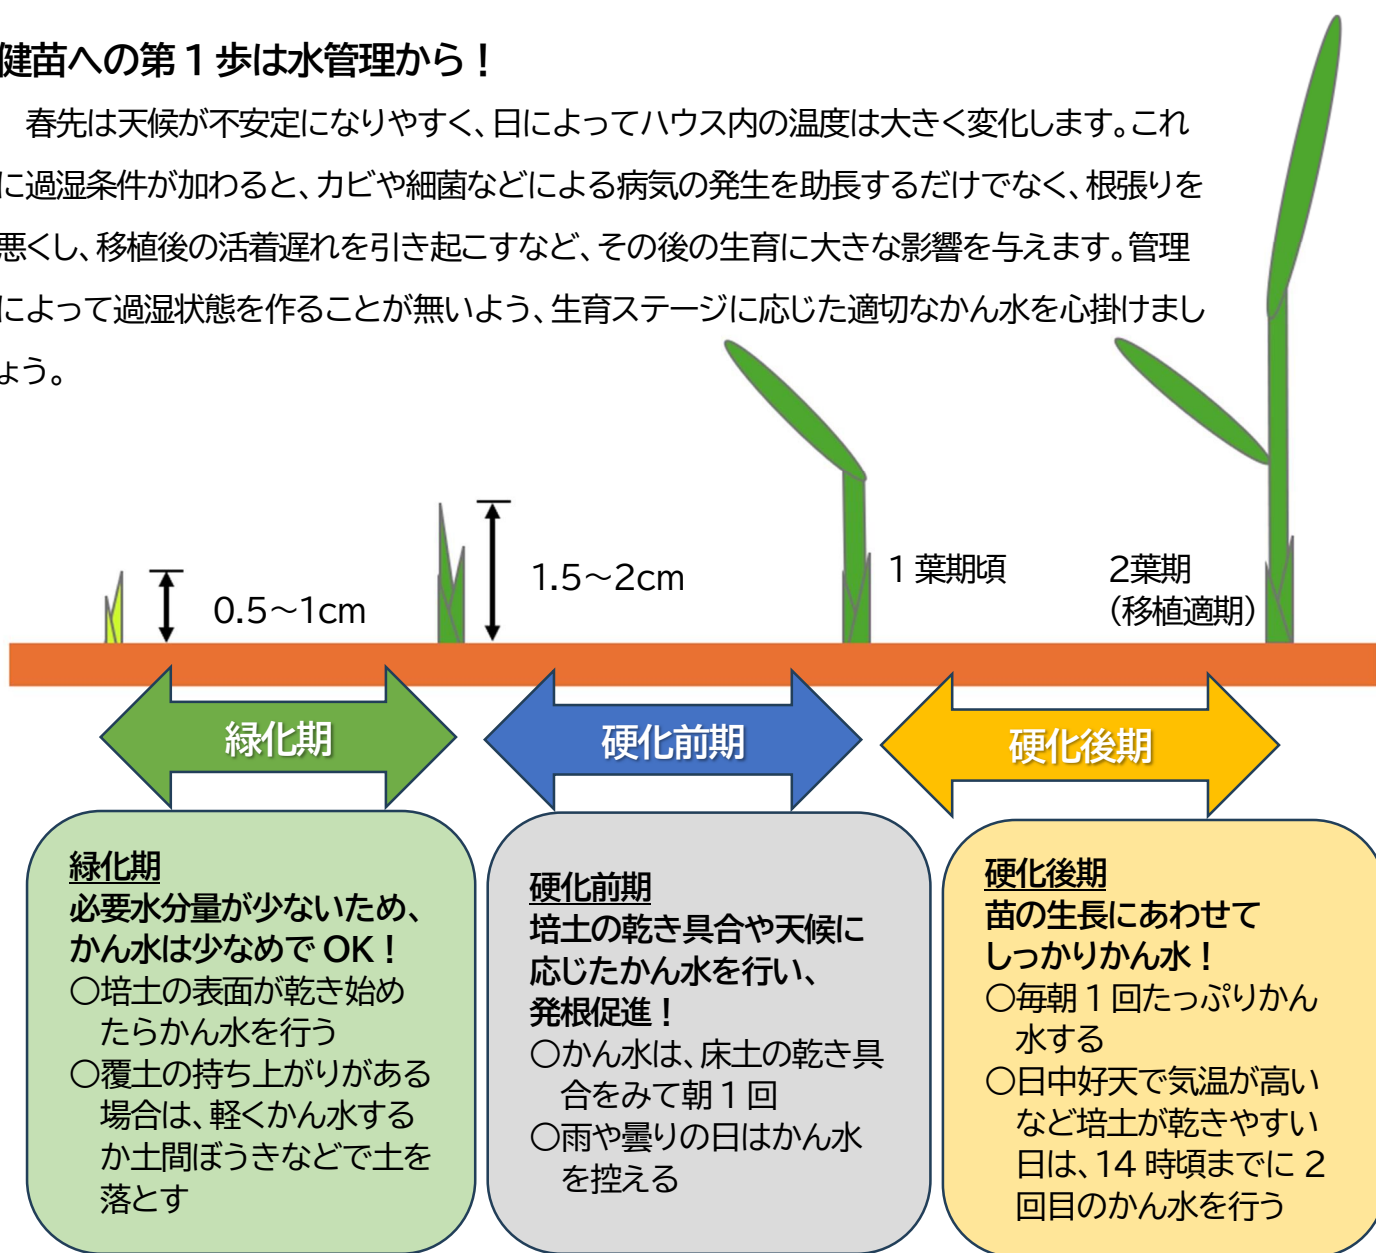 健苗への第1歩は水管理から！
春先は天候が不安定になりやすく、日によってハウス内の温度は大きく変化します。これ
に過湿条件が加わると、カビや細菌などによる病気の発生を助長するだけでなく、根張りを
悪くし、移植後の活着遅れを引き起こすなど、その後の生育に大きな影響を与えます。管理
によって過湿状態を作ることが無いよう、生育ステージに応じた適切なかん水を心掛けまし
ょう。
0.5～1cm
1.5～2cm
1葉期頃
2葉期
（移植適期）
緑化期
硬化前期
硬化後期
緑化期
必要水分量が少ないため、
かん水は少なめでOK！
○培土の表面が乾き始め
たらかん水を行う
○覆土の持ち上がりがある
場合は、軽くかん水する
か土間ぼうきなどで土を
落とす
硬化前期
培土の乾き具合や天候に
応じたかん水を行い、
発根促進！
○かん水は、床土の乾き具
合をみて朝1回
○雨や曇りの日はかん水
を控える
硬化後期
苗の生長にあわせて
しっかりかん水！
○毎朝1回たっぷりかん
水する
○日中好天で気温が高い
など培土が乾きやすい
日は、14時頃までに2
回目のかん水を行う